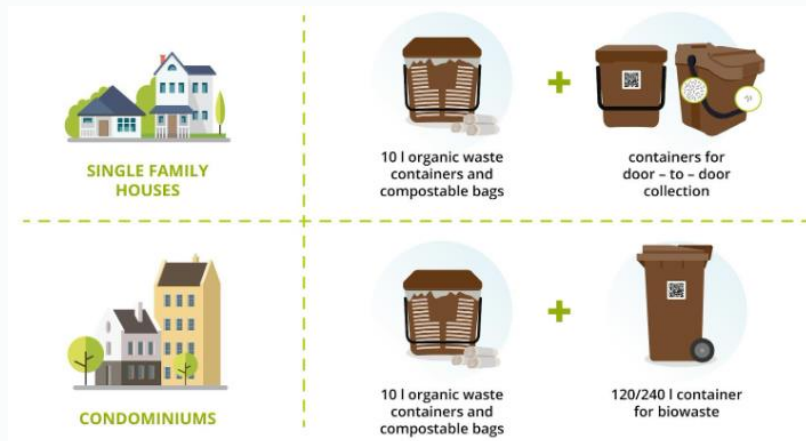 SINGLE FAMILY
HOUSES
10 l organic waste
containers and
compostable bags
containers for
door – to – door
collection
CONDOMINIUMS
10 l organic waste
containers and
compostable bags
120/240 l container
for biowaste